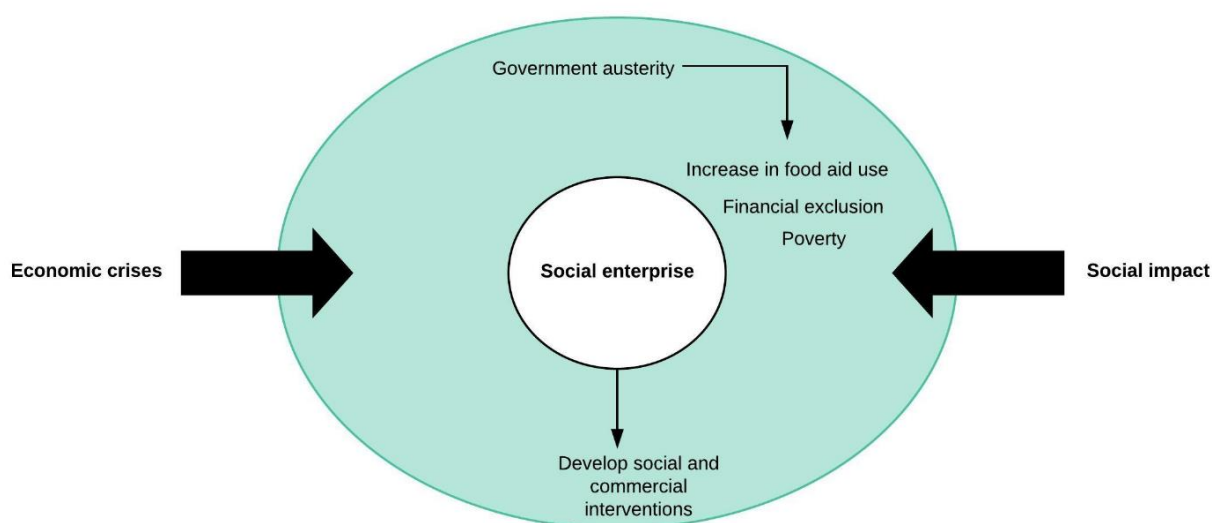 Government austerity
Increase in food aid use
Financial exclusion
Poverty
Economic crises
Social enterprise
Social impact
Develop social and
commercial
interventions